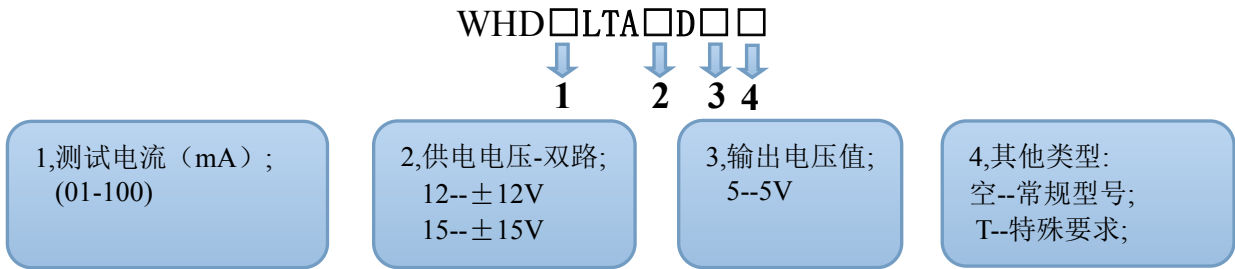 WHD□LTA□D□□
1 2 3 4
1,测试电流（mA）;
(01-100)
2,供电电压-双路;
12--±12V
15--±15V
3,输出电压值;
5--5V
4,其他类型:
空--常规型号;
T--特殊要求;